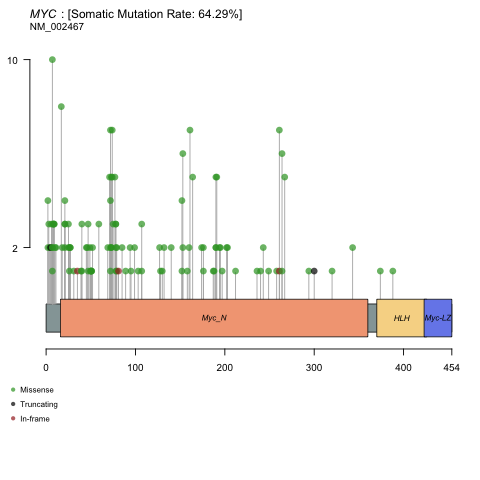 MYC : [Somatic Mutation Rate: 64.29%]
NM_002467
10
2
Myc_N
HLH
Myc-LZ
0
100
200
300
400
454
Missense
Truncating
In-frame